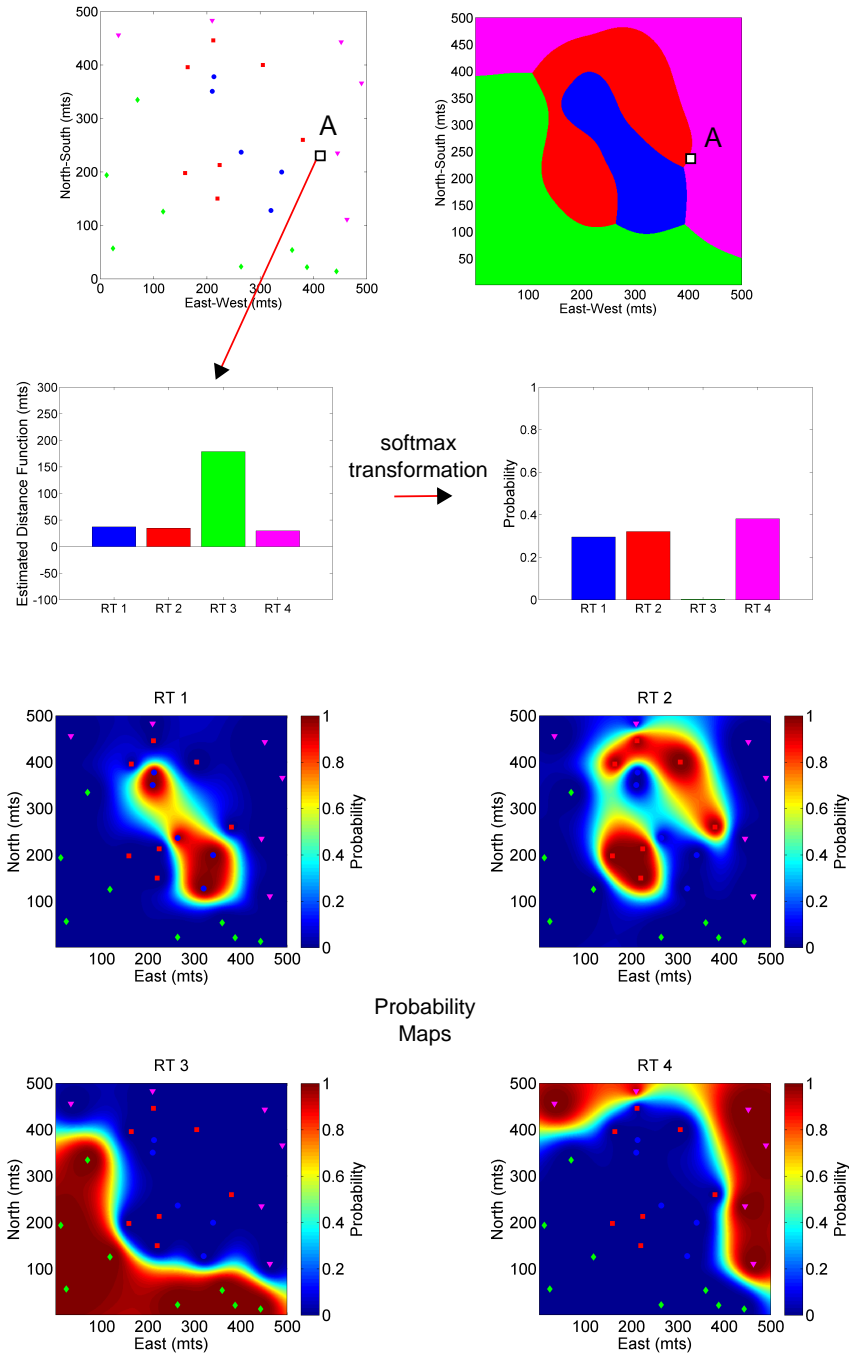 500
400
300
200
100
0
North-South (mts)
0 100 200 300 400 500
East-West (mts)
A
500
450
400
350
300
250
200
150
100
50
North-South (mts)
100 200 300 400 500
East-West (mts)
A
300
250
200
150
100
50
0
-50
-100
Estimated Distance Function (mts)
RT 1 RT 2 RT 3 RT 4
softmax
transformation
1
0.8
0.6
0.4
0.2
0
Probability
RT 1 RT 2 RT 3 RT 4
RT 1
500
400
300
200
100
North (mts)
100 200 300 400 500
East (mts)
1
0.8
0.6
0.4
0.2
0
Probability
RT 2
500
400
300
200
100
North (mts)
100 200 300 400 500
East (mts)
1
0.8
0.6
0.4
0.2
0
Probability
Probability
Maps
RT 3
500
400
300
200
100
North (mts)
100 200 300 400 500
East (mts)
1
0.8
0.6
0.4
0.2
0
Probability
RT 4
500
400
300
200
100
North (mts)
100 200 300 400 500
East (mts)
1
0.8
0.6
0.4
0.2
0
Probability